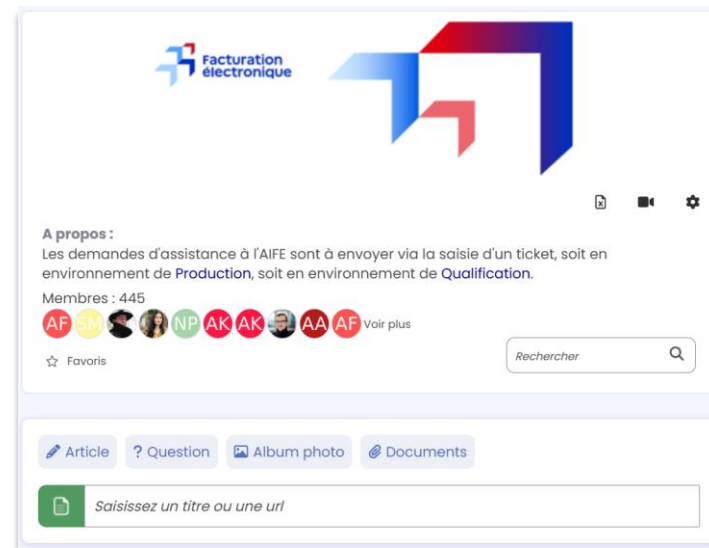 Facturation
électronique
A propos :
Les demandes d'assistance à l'AIFE sont à envoyer via la saisie d'un ticket, soit en
environnement de Production, soit en environnement de Qualification.
Membres : 445
AF SM NP AK AK AA AF Voir plus
Favoris
Rechercher
Article ? Question Album photo Documents
Saisissez un titre ou une url